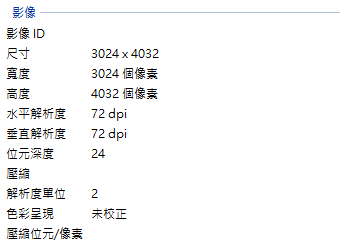 影像
影像 ID
尺寸 3024 x 4032
寬度 3024 個像素
高度 4032 個像素
水平解析度 72 dpi
垂直解析度 72 dpi
位元深度 24
壓縮
解析度單位 2
色彩呈現 未校正
壓縮位元/像素